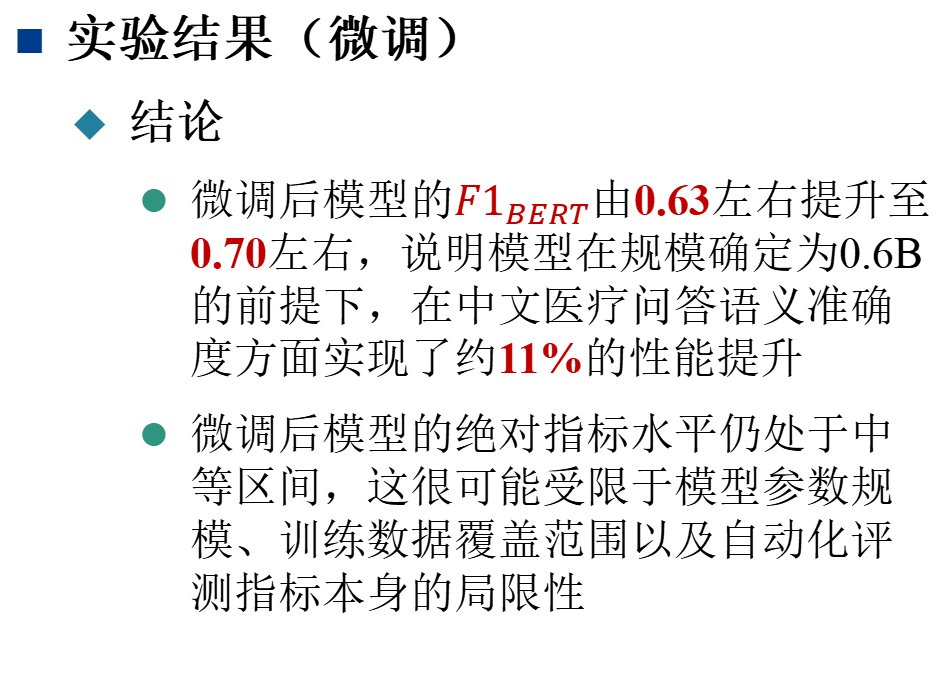 实验结果（微调）
结论
微调后模型的F1BERT由0.63左右提升至
0.70左右，说明模型在规模确定为0.6B
的前提下，在中文医疗问答语义准确
度方面实现了约11%的性能提升
微调后模型的绝对指标水平仍处于中
等区间，这很可能受限于模型参数规
模、训练数据覆盖范围以及自动化评
测指标本身的局限性